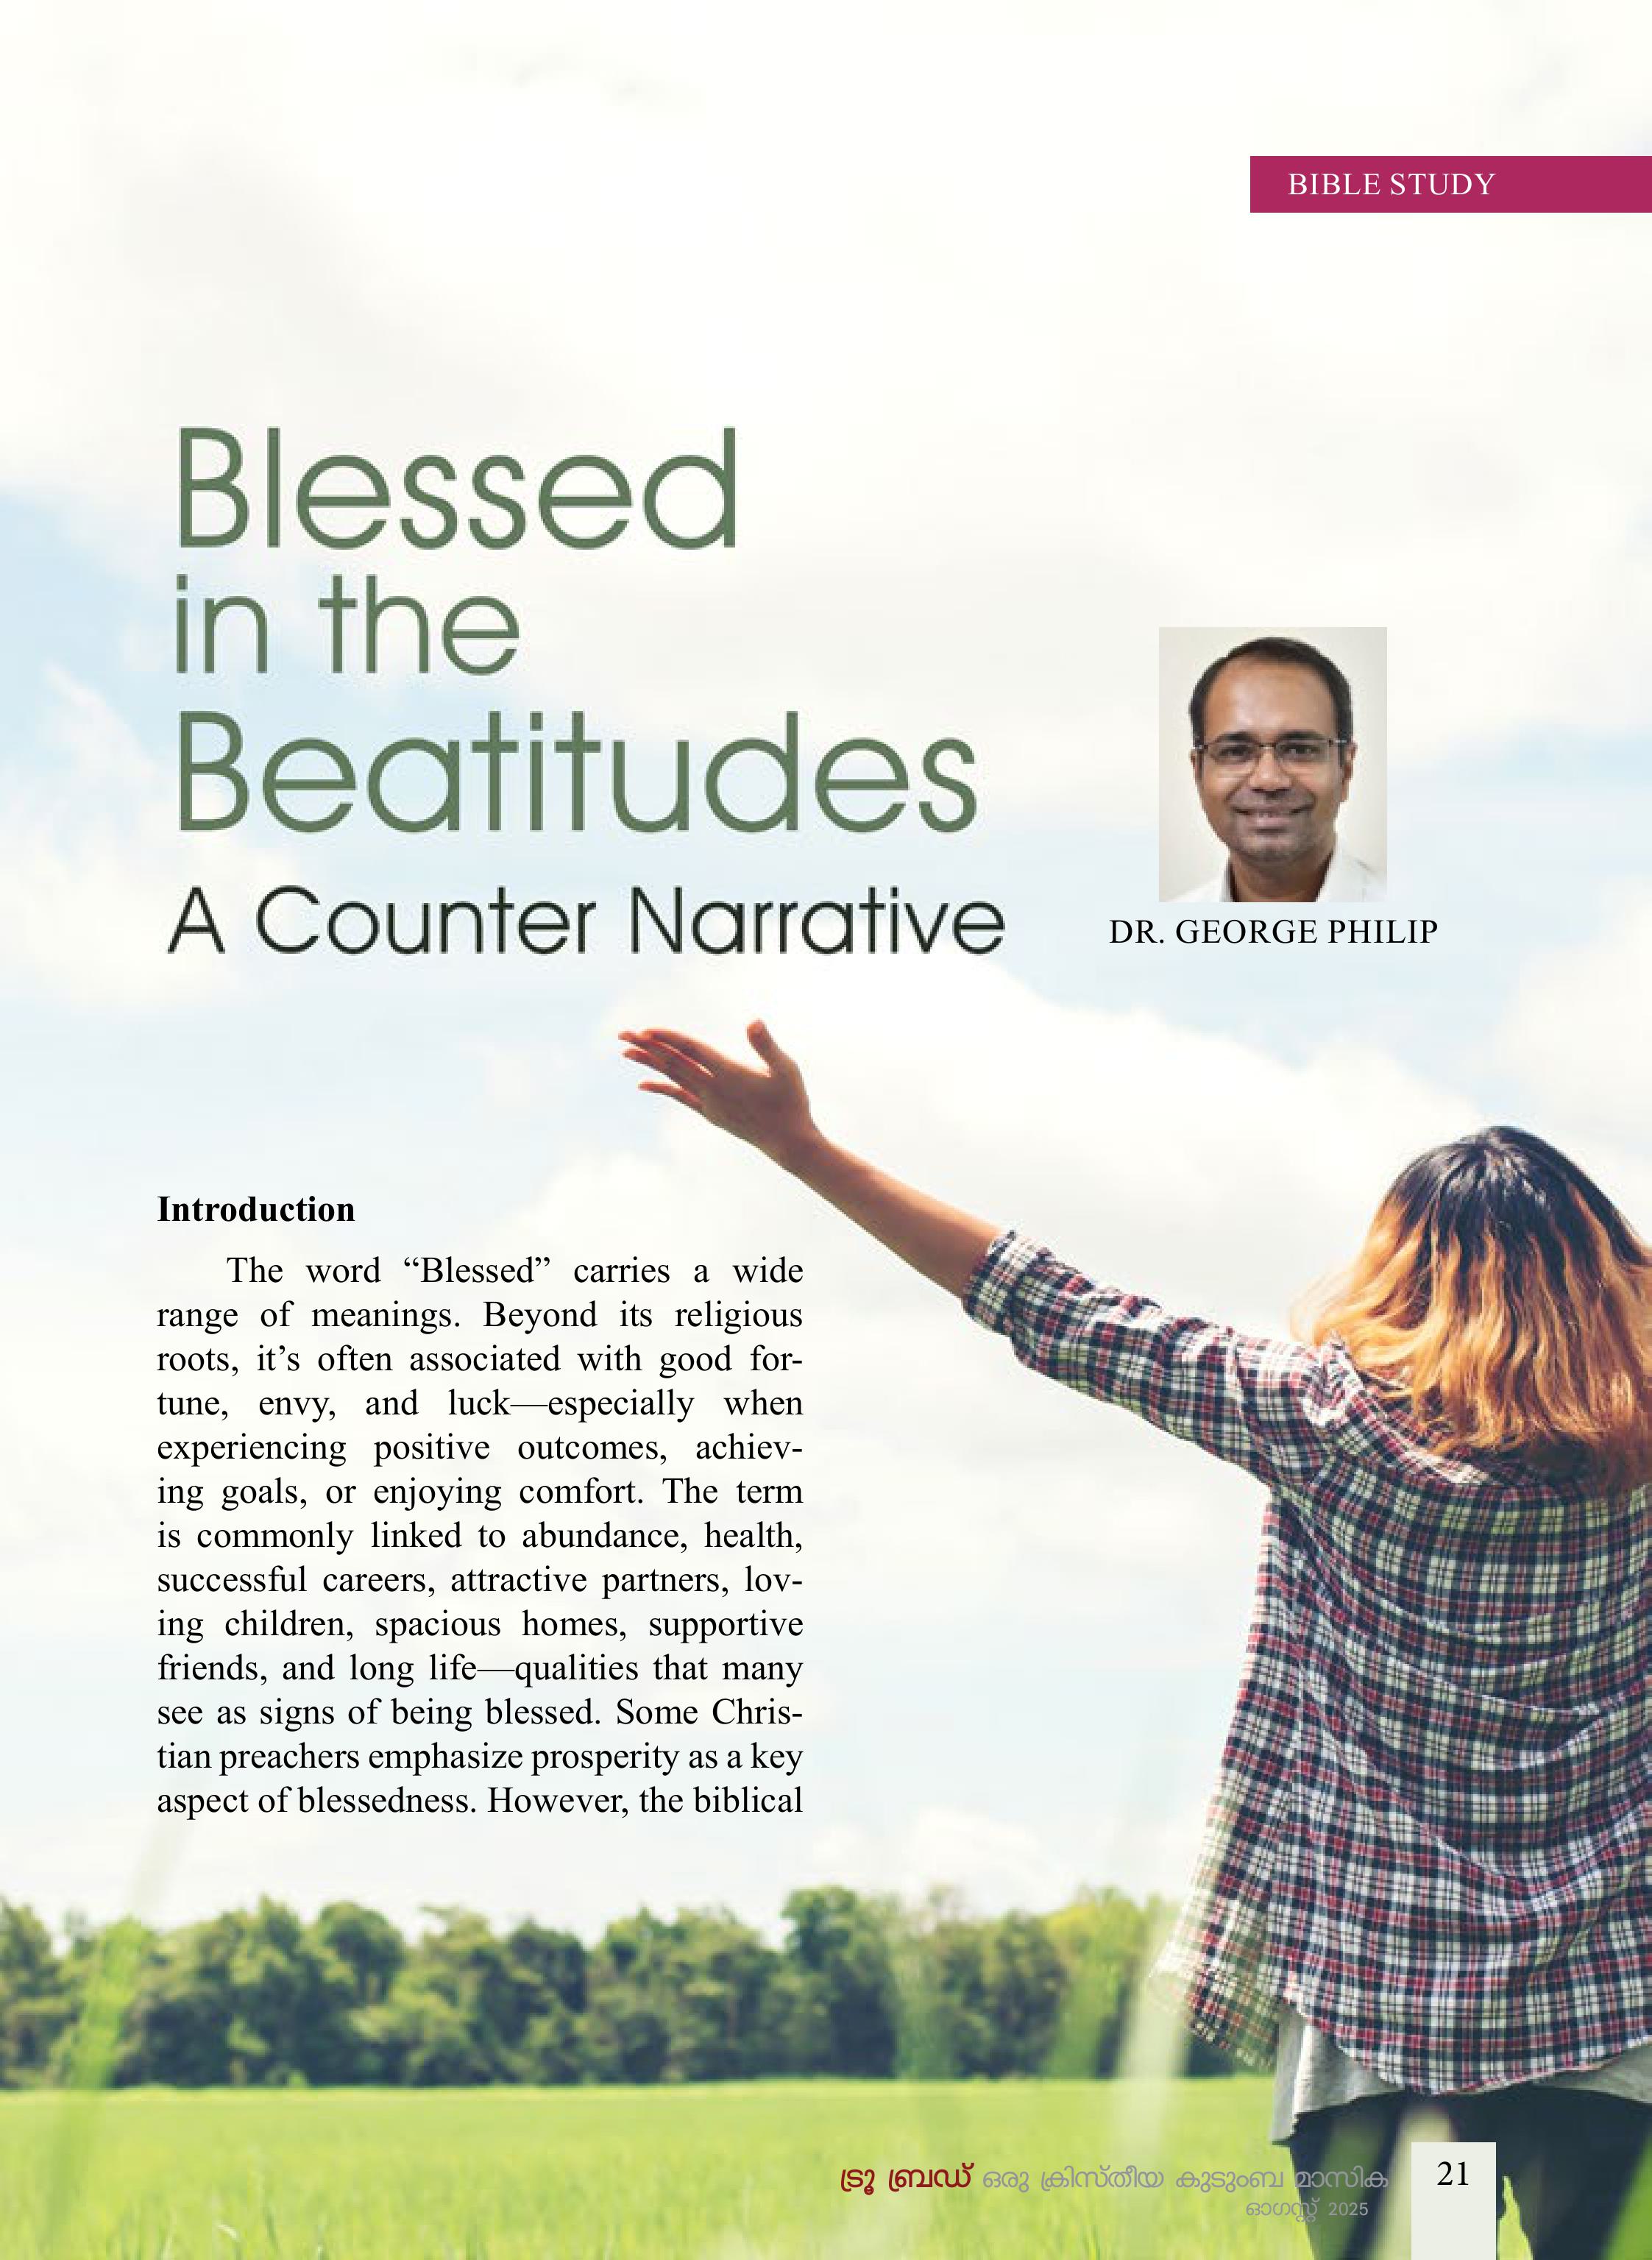 BIBLE STUDY
Blessed
in the
Beatitudes
A Counter Narrative
DR. GEORGE PHILIP
Introduction
The word “Blessed” carries a wide
range of meanings. Beyond its religious
roots, it’s often associated with good for-
tune, envy, and luck—especially when
experiencing positive outcomes, achiev-
ing goals, or enjoying comfort. The term
is commonly linked to abundance, health,
successful careers, attractive partners, lov-
ing children, spacious homes, supportive
friends, and long life—qualities that many
see as signs of being blessed. Some Chris-
tian preachers emphasize prosperity as a key
aspect of blessedness. However, the biblical
ട്രൂ ബ്രഡ് ഒരു ക്രിസ്തീയ കുടുംബ മാസിക
ഓഗസ്റ്റ് 2025
21